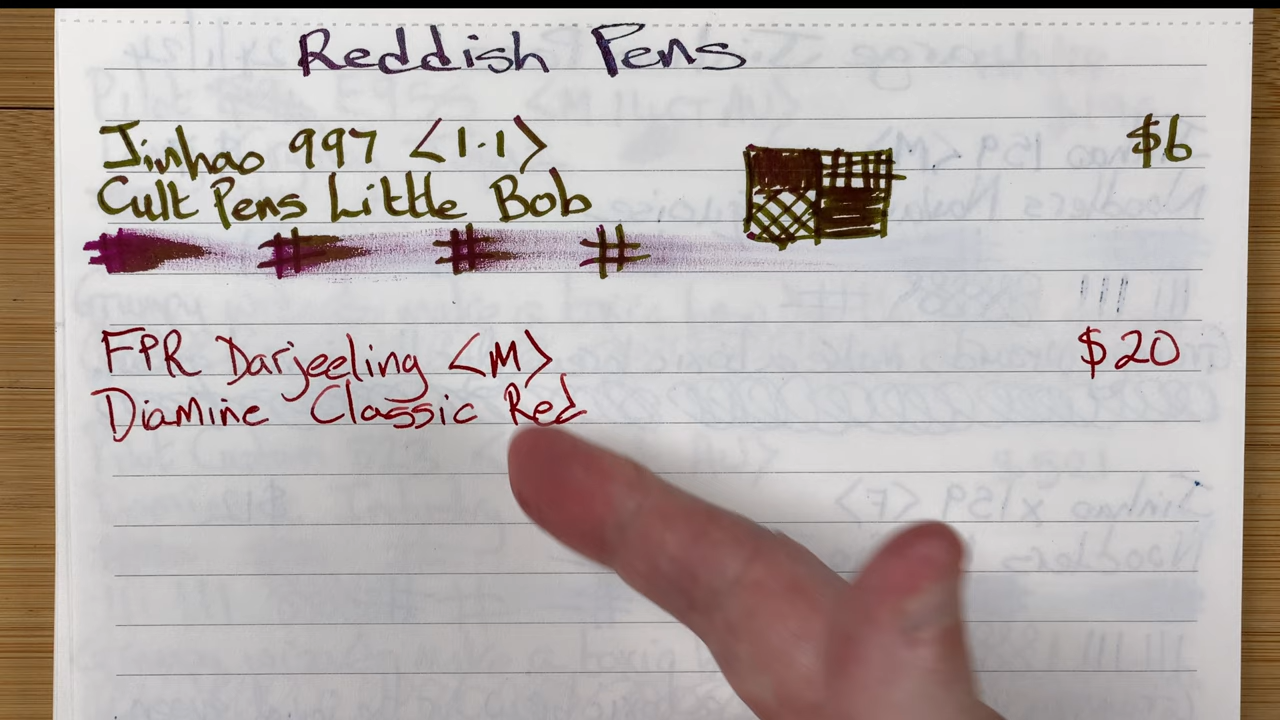 Reddish Pens
Jinhao 997 <1.1> $6
Cult Pens Little Bob
FPR Darjeeling <M> $20
Diamine Classic Red